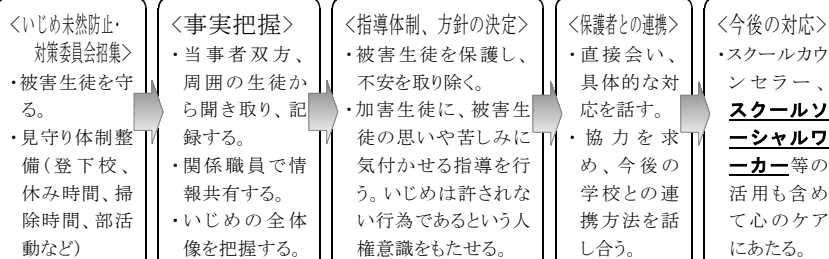 <いじめ未然防止・
対策委員会招集>
・被害生徒を守
る。
・見守り体制整
備(登下校、
休み時間、掃
除時間、部活
動など)
<事実把握>
・当事者双方、
周囲の生徒か
ら聞き取り、記
録する。
・関係職員で情
報共有する。
・いじめの全体
像を把握する。
<指導体制、方針の決定>
・被害生徒を保護し、
不安を取り除く。
・加害生徒に、被害生
徒の思いや苦しみに
気付かせる指導を行
う。いじめは許されな
い行為であるという人
権意識をもたせる。
<保護者との連携>
・直接会い、
具体的な対
応を話す。
・協力を求
め、今後の
学校との連
携方法を話
し合う。
<今後の対応>
・スクールカウ
ンセラー、
スクールソ
ーシャルワ
ーカー等の
活用も含め
て心のケア
にあたる。